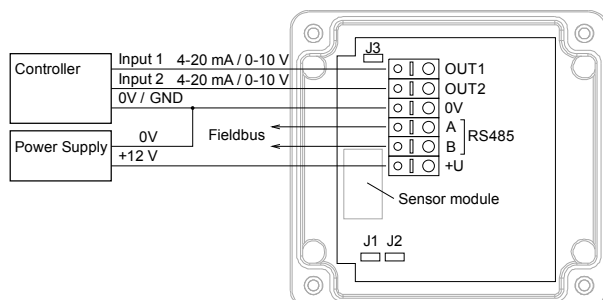 J3
Controller
Input 1 4-20 mA / 0-10 V
Input 2 4-20 mA / 0-10 V
0V / GND
Power Supply
0V
+12 V
Fieldbus
OUT1
OUT2
0V
A
B
RS485
+U
Sensor module
J1 J2